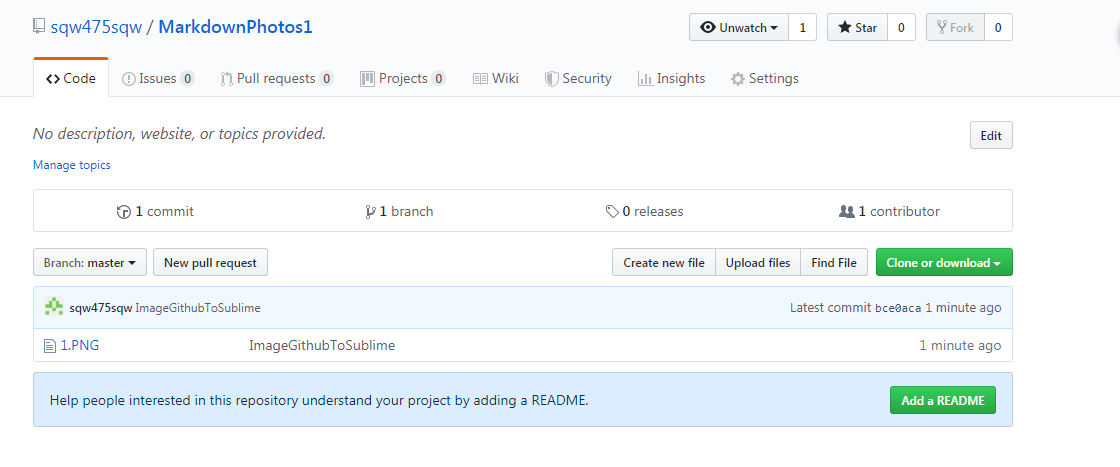 sqw475sqw / MarkdownPhotos1 Unwatch 1 Star 0 Fork 0
Code Issues 0 Pull requests 0 Projects 0 Wiki Security Insights Settings
No description, website, or topics provided. Edit
Manage topics
1 commit 1 branch 0 releases 1 contributor
Branch: master New pull request Create new file Upload files Find File Clone or download
sqw475sqw ImageGithubToSublime Latest commit bce0aca 1 minute ago
1.PNG ImageGithubToSublime 1 minute ago
Help people interested in this repository understand your project by adding a README. Add a README